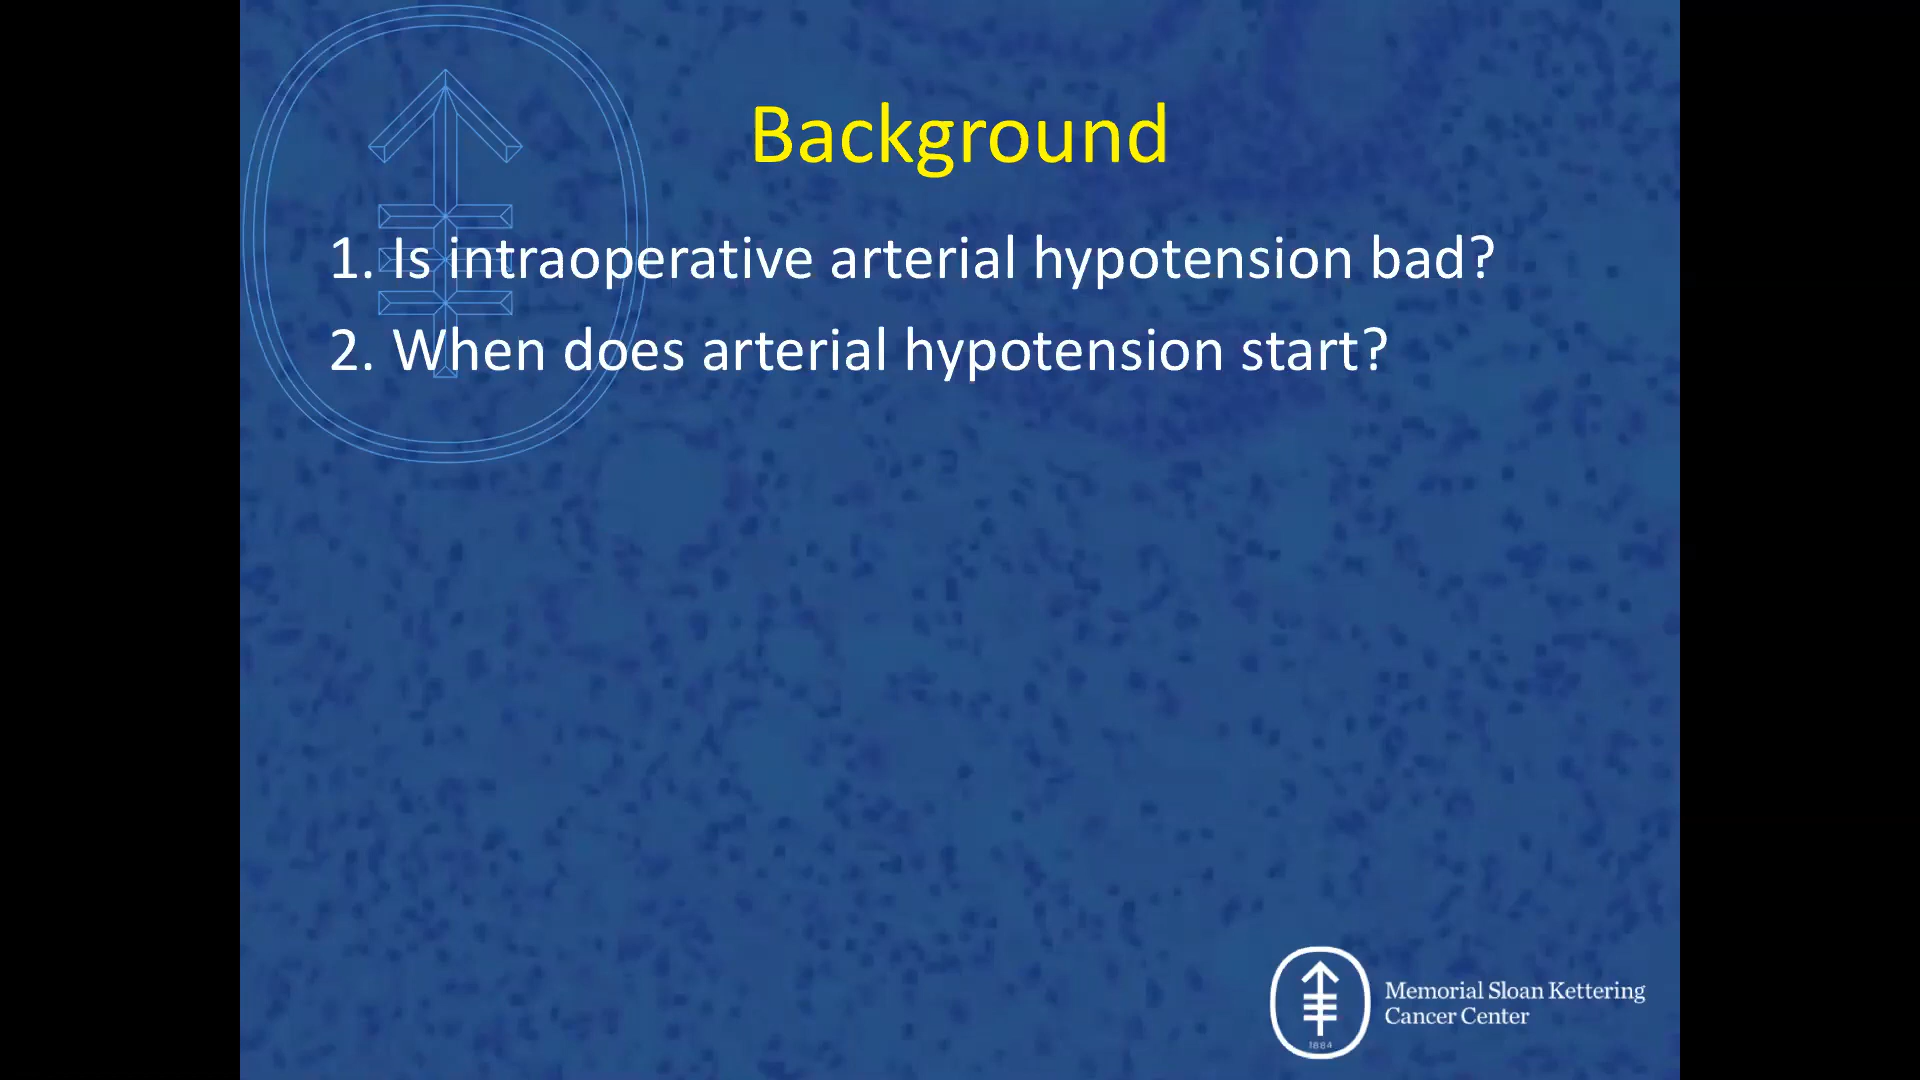 Background
1. Is intraoperative arterial hypotension bad?
2. When does arterial hypotension start?
Memorial Sloan Kettering
Cancer Center
1884